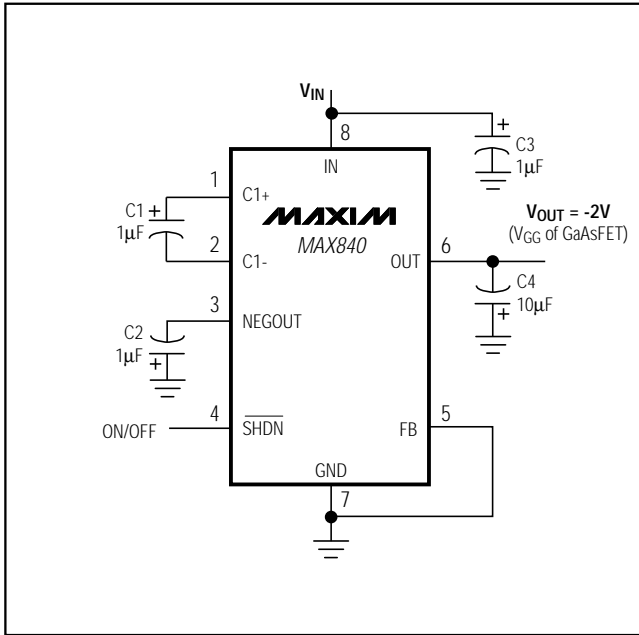 VIN
8
C3
1µF
+
IN
1
C1+
MAXIM
MAX840
C1
+
1µF
2
C1-
VOUT = -2V
(VGG of GaAsFET)
6
OUT
C4
10µF
+
3
NEGOUT
C2
1µF
+
4
SHDN
ON/OFF
5
FB
GND
7